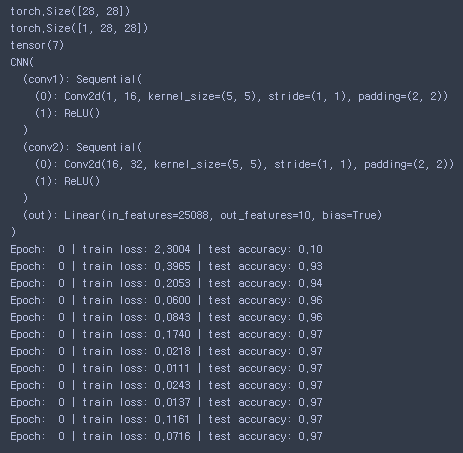 torch.Size([28, 28])
torch.Size([1, 28, 28])
tensor(7)
CNN(
  (conv1): Sequential(
    (0): Conv2d(1, 16, kernel_size=(5, 5), stride=(1, 1), padding=(2, 2))
    (1): ReLU()
  )
  (conv2): Sequential(
    (0): Conv2d(16, 32, kernel_size=(5, 5), stride=(1, 1), padding=(2, 2))
    (1): ReLU()
  )
  (out): Linear(in_features=25088, out_features=10, bias=True)
)
Epoch:  0 | train loss: 2.3004 | test accuracy: 0.10
Epoch:  0 | train loss: 0.3965 | test accuracy: 0.93
Epoch:  0 | train loss: 0.2053 | test accuracy: 0.94
Epoch:  0 | train loss: 0.0600 | test accuracy: 0.96
Epoch:  0 | train loss: 0.0843 | test accuracy: 0.96
Epoch:  0 | train loss: 0.1740 | test accuracy: 0.97
Epoch:  0 | train loss: 0.0218 | test accuracy: 0.97
Epoch:  0 | train loss: 0.0111 | test accuracy: 0.97
Epoch:  0 | train loss: 0.0243 | test accuracy: 0.97
Epoch:  0 | train loss: 0.0137 | test accuracy: 0.97
Epoch:  0 | train loss: 0.1161 | test accuracy: 0.97
Epoch:  0 | train loss: 0.0716 | test accuracy: 0.97